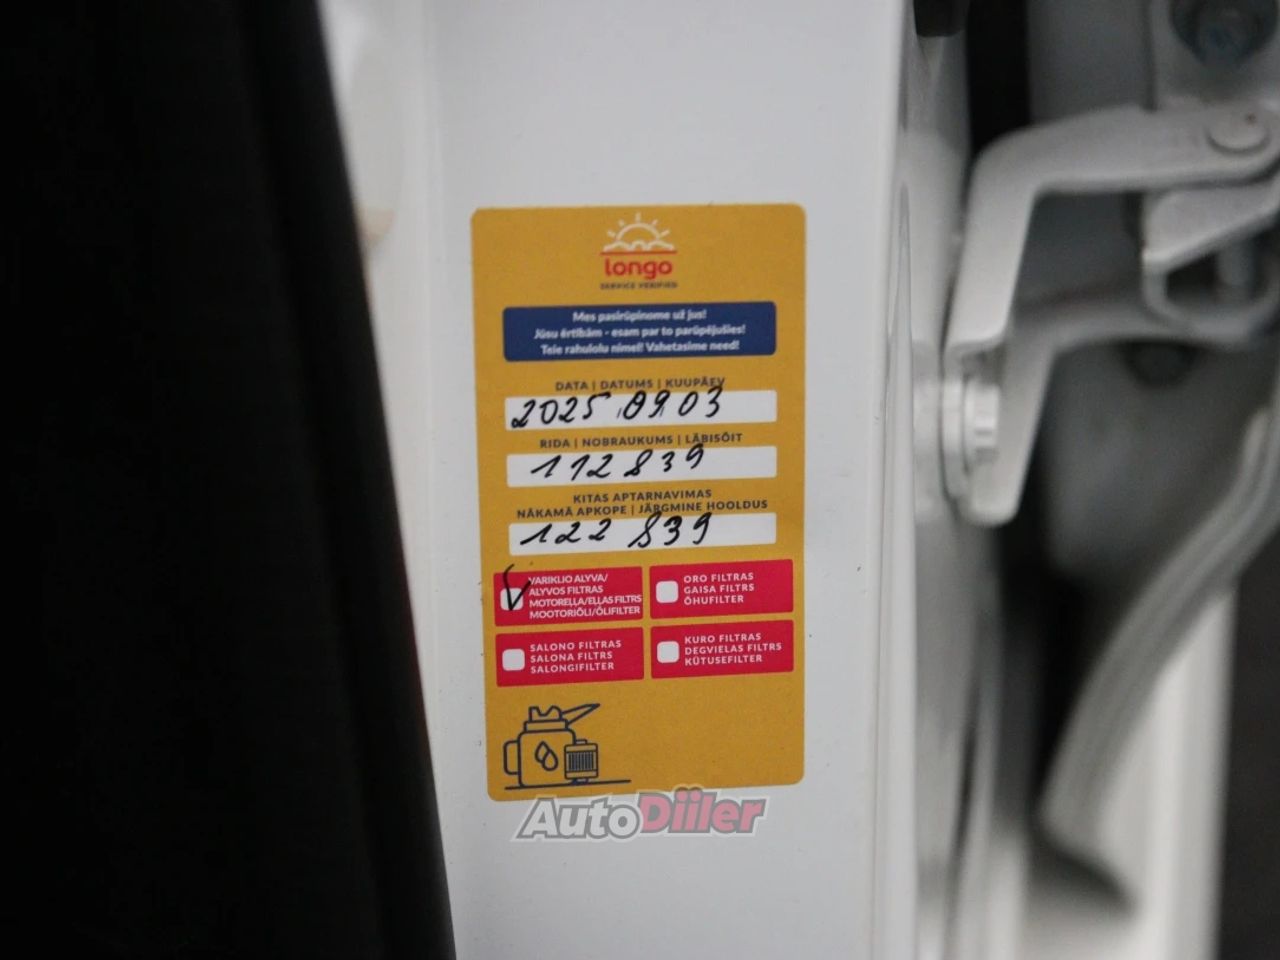 longo
SERVICE VERIFIED
Mes pasirūpinome už jus!
Jūsu ērtībām - esam par to parūpējušies!
Teie rahulolu nimel! Vahetasime need!
DATA | DATUMS | KUUPÄEV
2025.09.03
RIDA | NOBRAUKUMS | LÄBISÕIT
112839
KITAS APTARNAVIMAS
NĀKAMĀ APKOPE | JÄRGMINE HOOLDUS
122 839
VARIKLIO ALYVA/
ALYVOS FILTRAS
MOTOREĻĻA/EĻĻAS FILTRS
MOOTORIÕLI/ÕLIFILTER
ORO FILTRAS
GAISA FILTRS
ÕHUFILTER
SALONO FILTRAS
SALONA FILTRS
SALONGIFILTER
KURO FILTRAS
DEGVIELAS FILTRS
KÜTUSEFILTER
AutoDiiler